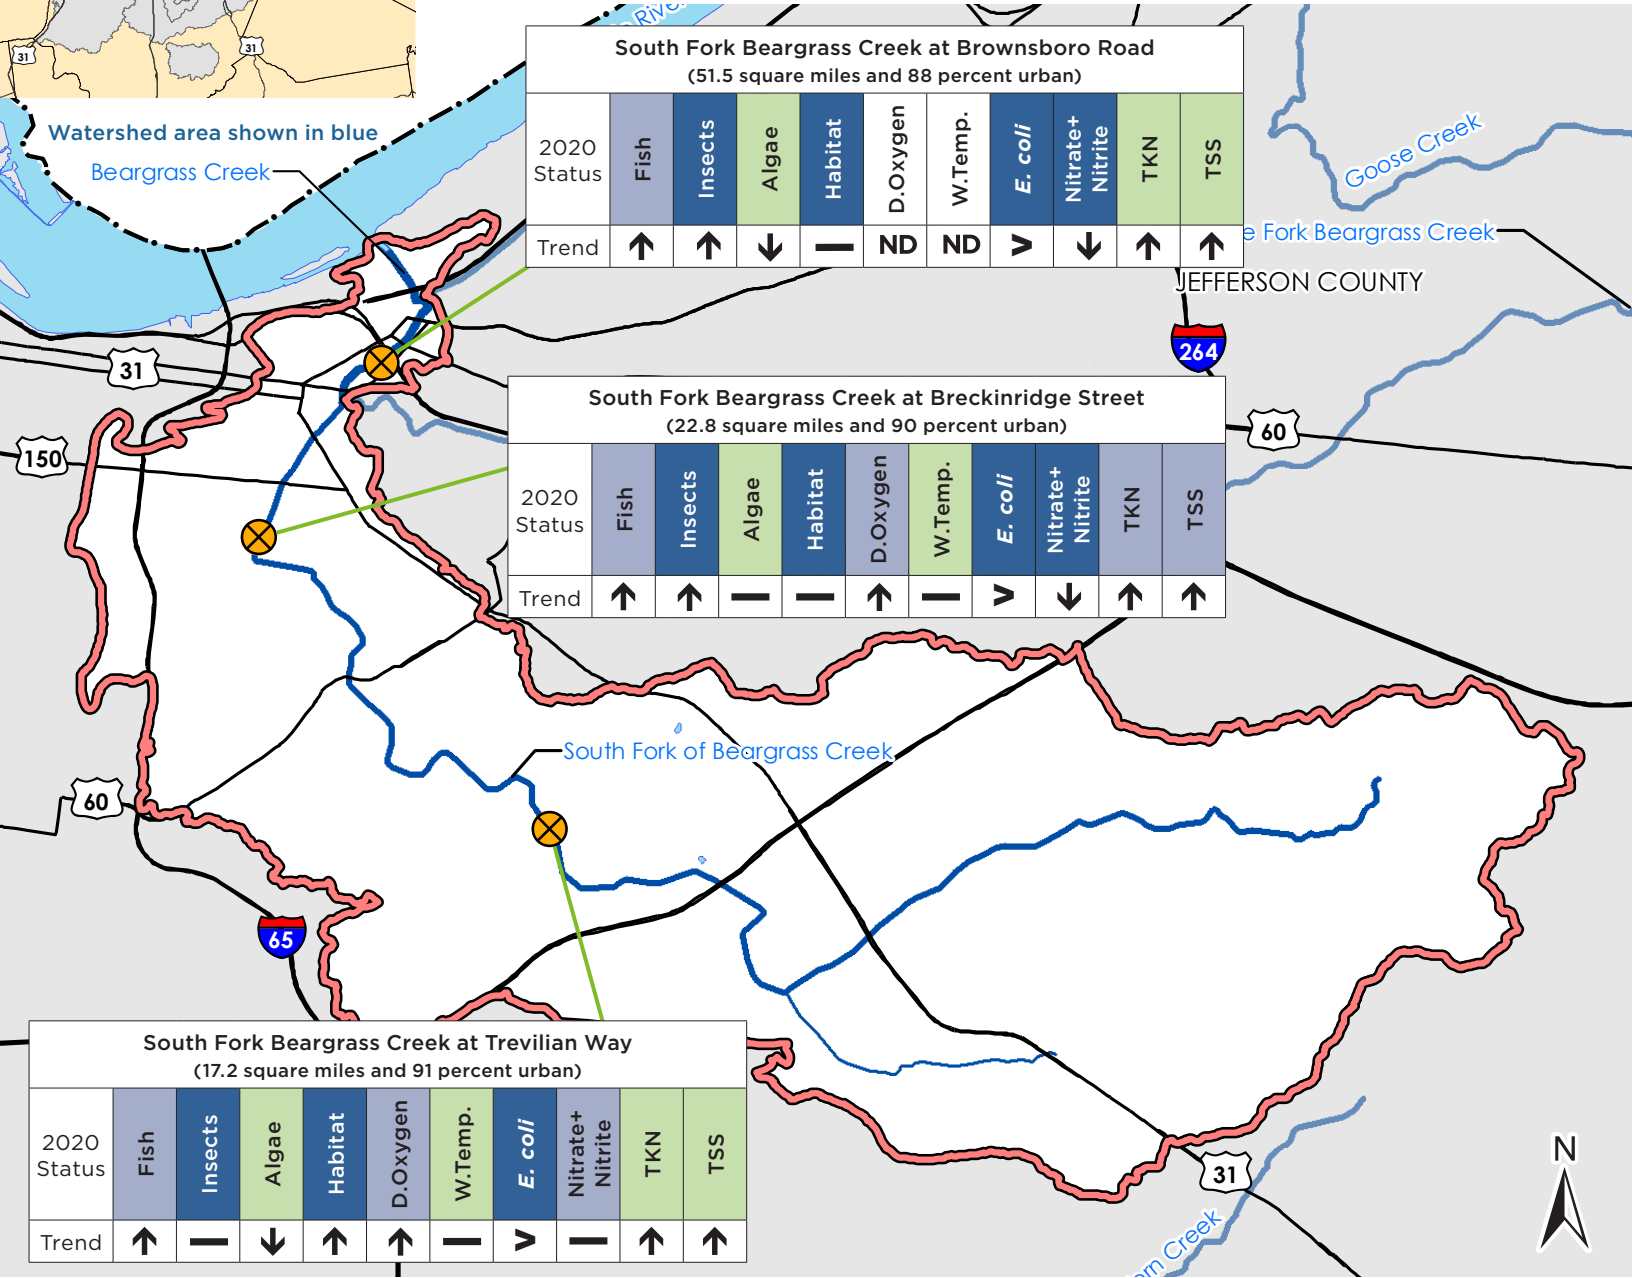 31
31
River
Watershed area shown in blue
Beargrass Creek
South Fork Beargrass Creek at Brownsboro Road
(51.5 square miles and 88 percent urban)
2020 Status
Fish
Insects
Algae
Habitat
D.Oxygen
W.Temp.
E. coli
Nitrate+
Nitrite
TKN
TSS
Trend
ND
ND
>
Goose Creek
e Fork Beargrass Creek
JEFFERSON COUNTY
264
31
60
150
South Fork Beargrass Creek at Breckinridge Street
(22.8 square miles and 90 percent urban)
2020 Status
Fish
Insects
Algae
Habitat
D.Oxygen
W.Temp.
E. coli
Nitrate+
Nitrite
TKN
TSS
Trend
>
South Fork of Beargrass Creek
60
65
South Fork Beargrass Creek at Trevilian Way
(17.2 square miles and 91 percent urban)
2020 Status
Fish
Insects
Algae
Habitat
D.Oxygen
W.Temp.
E. coli
Nitrate+
Nitrite
TKN
TSS
Trend
>
31
N
ern Creek